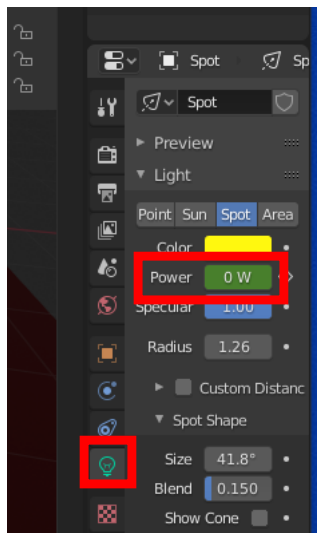 Spot Sp
Spot
Preview
Light
Point Sun Spot Area
Color
Power 0 W
Specular 1.00
Radius 1.26
Custom Distanc
Spot Shape
Size 41.8°
Blend 0.150
Show Cone